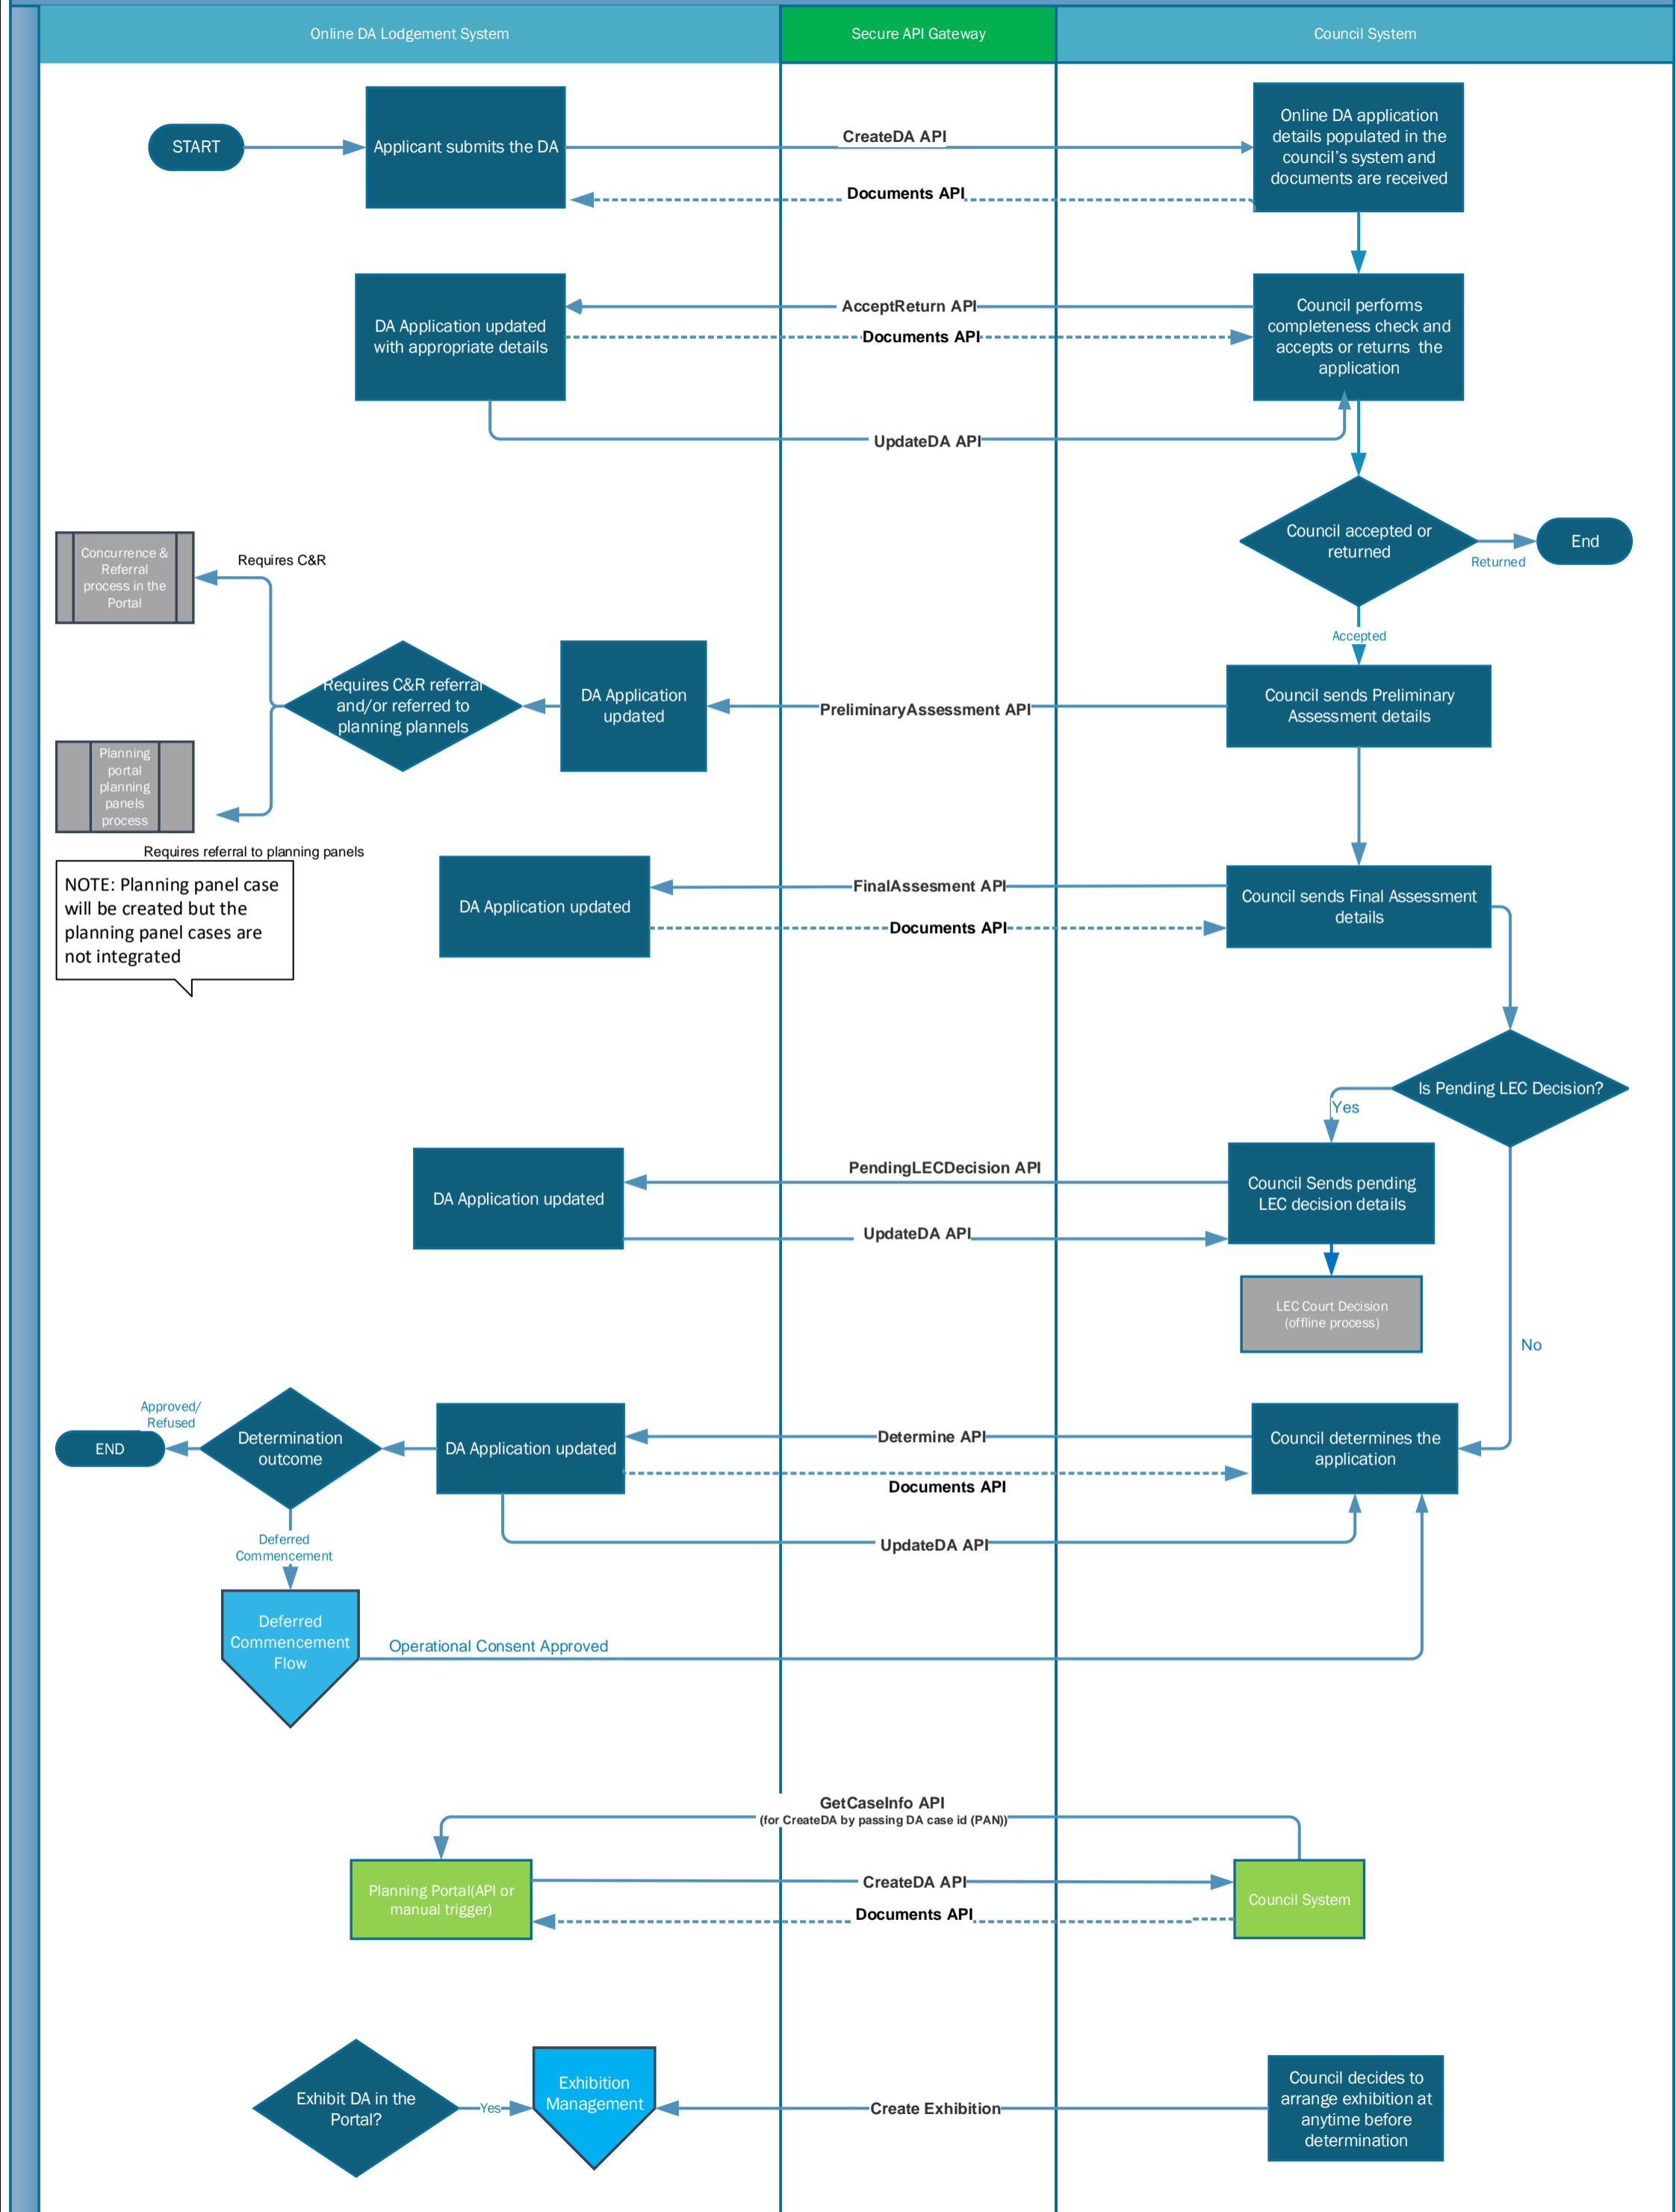 Online DA Lodgement System
Secure API Gateway
Council System
START
Applicant submits the DA
CreateDA API
Documents API
Online DA application
details populated in the
council's system and
documents are received
DA Application updated
with appropriate details
AcceptReturn API
Documents API
UpdateDA API
Council performs
completeness check and
accepts or returns  the
application
Council accepted or
returned
Returned
End
Accepted
Concurrence &
Referral
process in the
Portal
Requires C&R
Requires C&R referral
and/or referred to
planning plannels
DA Application
updated
PreliminaryAssessment API
Council sends Preliminary
Assessment details
Planning
portal
planning
panels
process
Requires referral to planning panels
NOTE: Planning panel case
will be created but the
planning panel cases are
not integrated
DA Application updated
FinalAssesment API
Documents API
Council sends Final Assessment
details
Is Pending LEC Decision?
Yes
DA Application updated
PendingLECDecision API
UpdateDA API
Council Sends pending
LEC decision details
LEC Court Decision
(offline process)
No
Approved/
Refused
END
Determination
outcome
DA Application updated
Determine API
Documents API
UpdateDA API
Council determines the
application
Deferred
Commencement
Deferred
Commencement
Flow
Operational Consent Approved
GetCaseInfo API
(for CreateDA by passing DA case id (PAN))
Planning Portal(API or
manual trigger)
CreateDA API
Documents API
Council System
Exhibit DA in the
Portal?
Yes
Exhibition
Management
Create Exhibition
Council decides to
arrange exhibition at
anytime before
determination